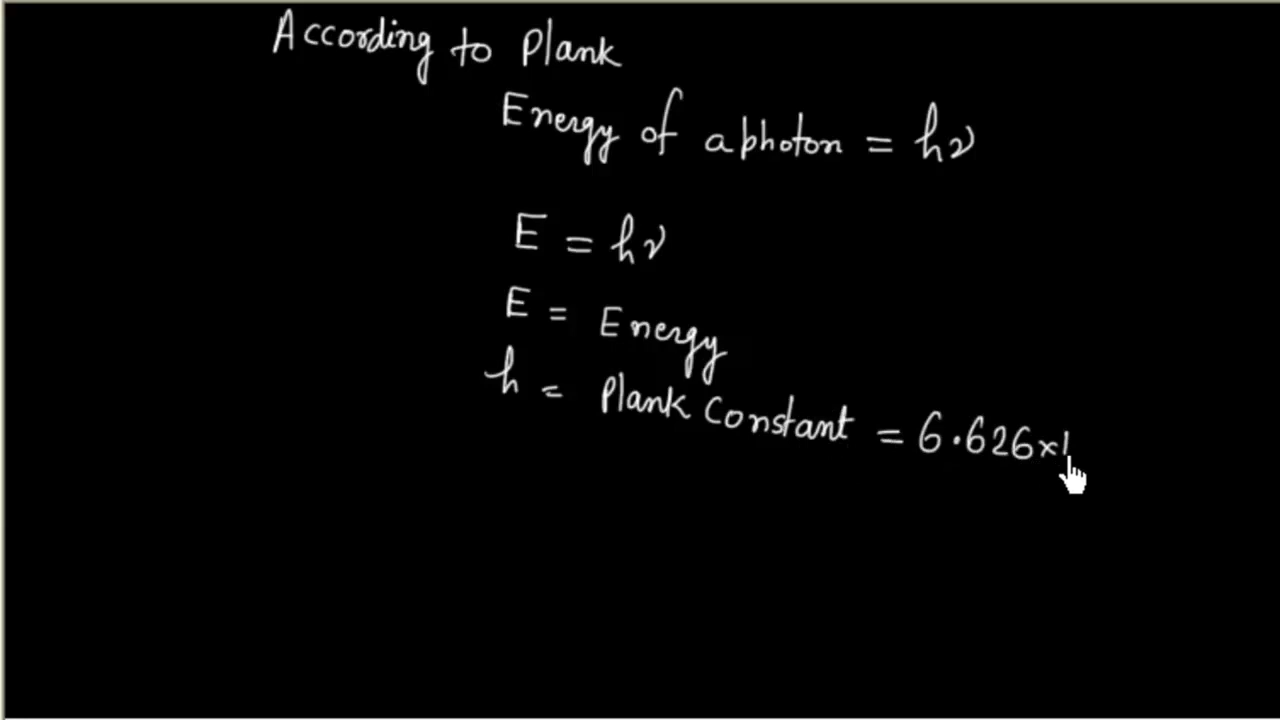 According to Plank
Energy of a photon = hν
E = hν
E = Energy
h = Plank Constant = 6.626×1